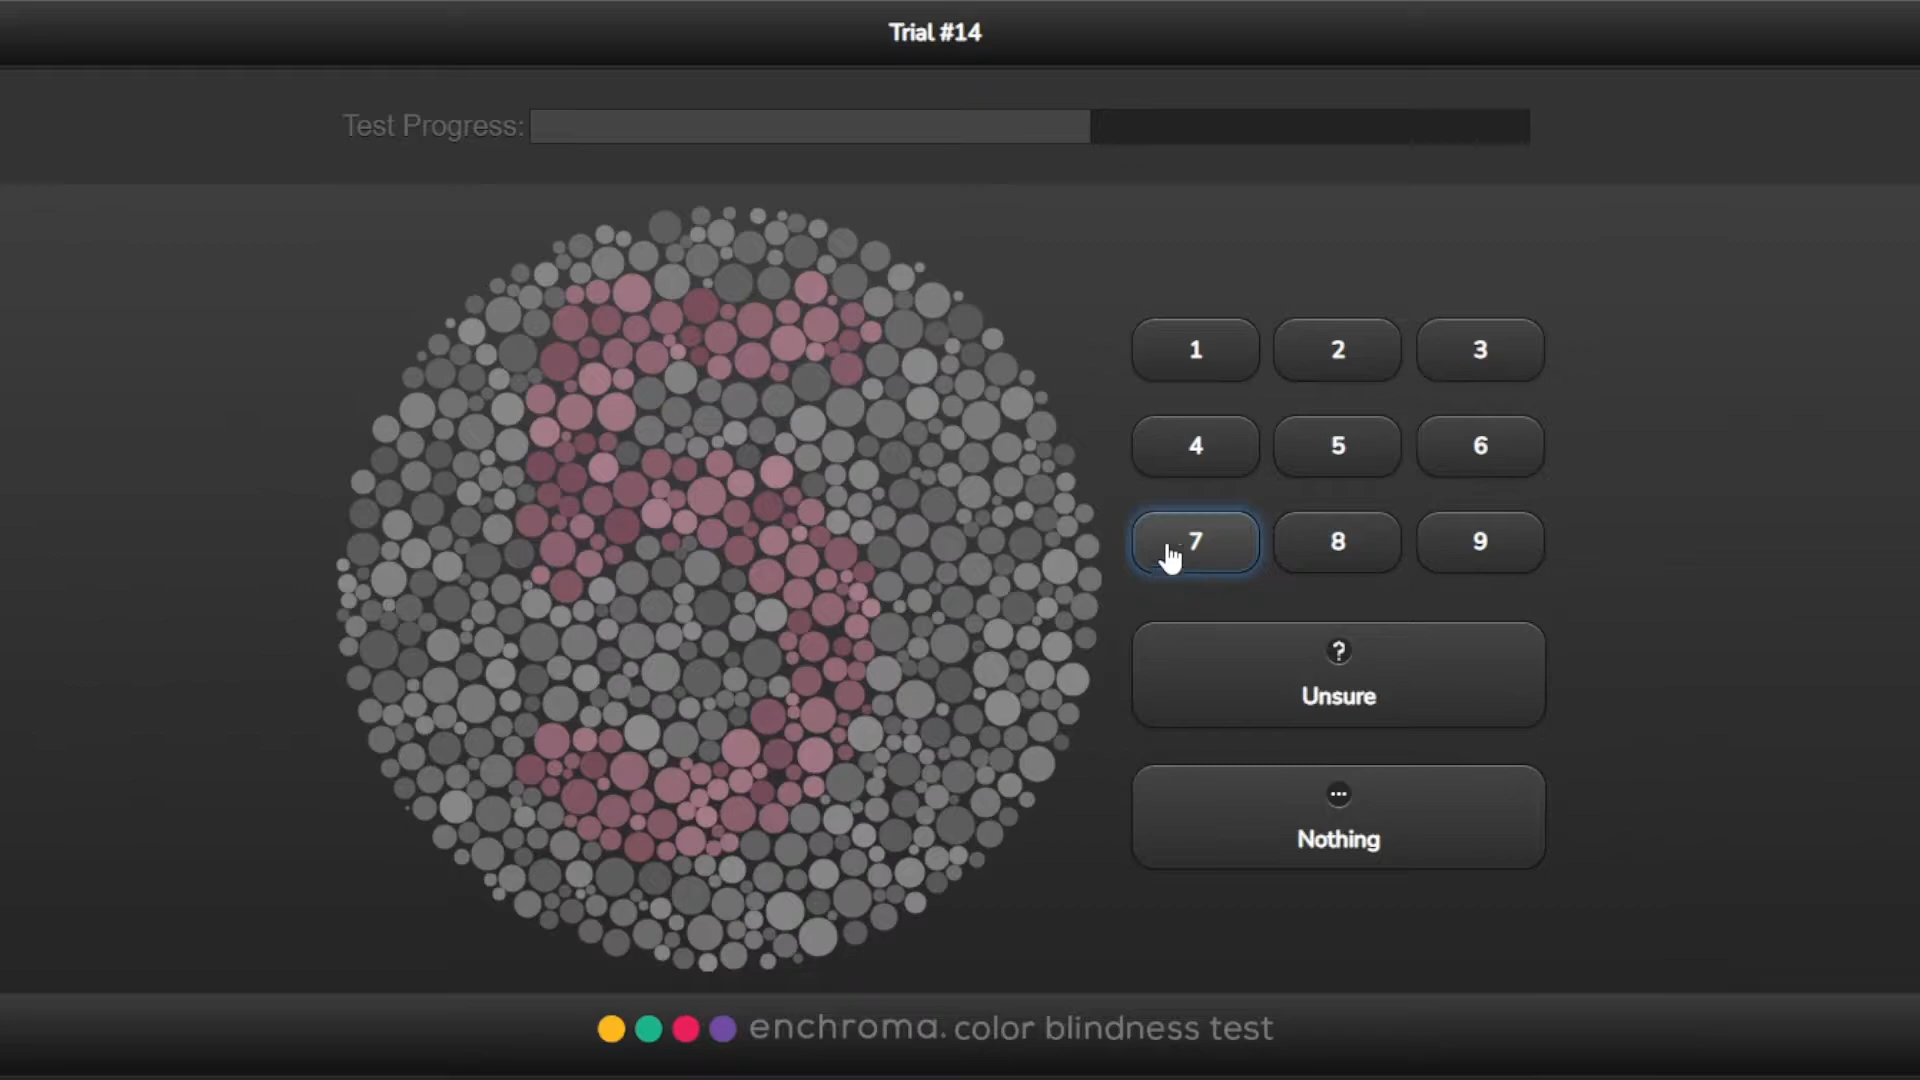 Trial #14
Test Progress:
5
1
2
3
4
5
6
7
8
9
?
Unsure
...
Nothing
enchroma. color blindness test